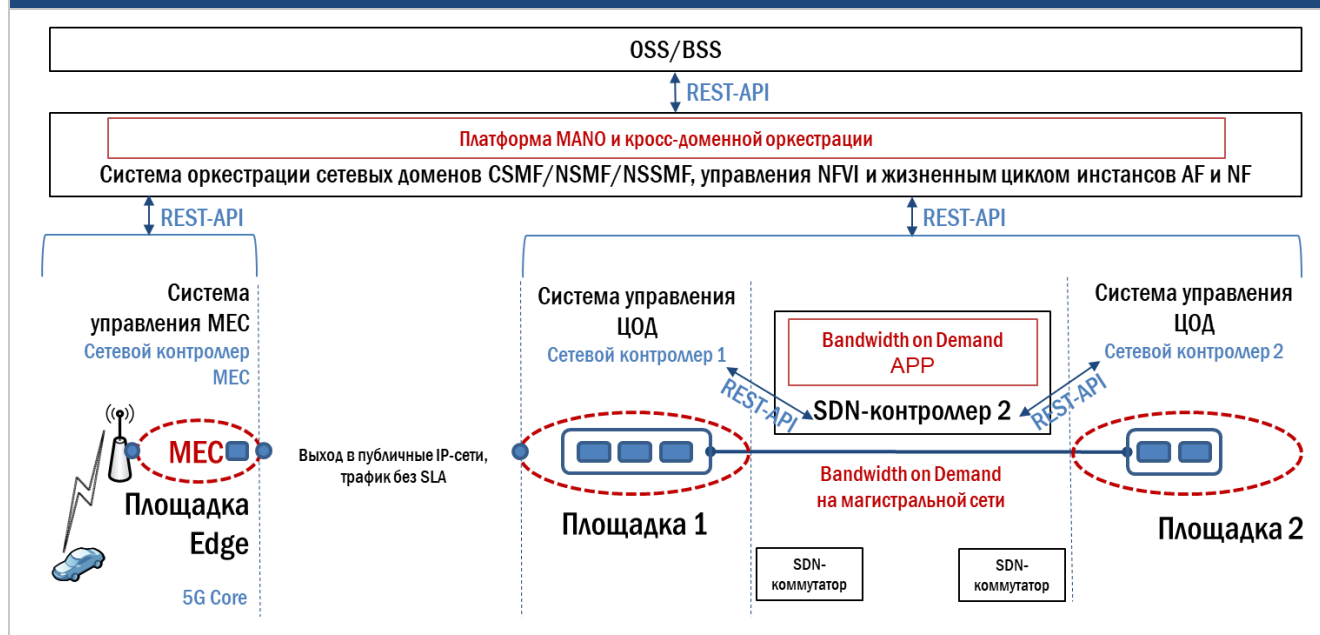 OSS/BSS
REST-API
Платформа MANO и кросс-доменной оркестрации
Система оркестрации сетевых доменов CSMF/NSMF/NSSMF, управления NFVI и жизненным циклом инстансов AF и NF
REST-API
REST-API
Система
управления MEC
Сетевой контроллер
MEC
MEC
Площадка
Edge
5G Core
Выход в публичные IP-сети,
трафик без SLA
Система управления
ЦОД
Сетевой контроллер 1
REST-API
Площадка 1
Bandwidth on Demand
APP
SDN-контроллер 2
Bandwidth on Demand
на магистральной сети
SDN-
коммутатор
SDN-
коммутатор
Система управления
ЦОД
Сетевой контроллер 2
REST-API
Площадка 2